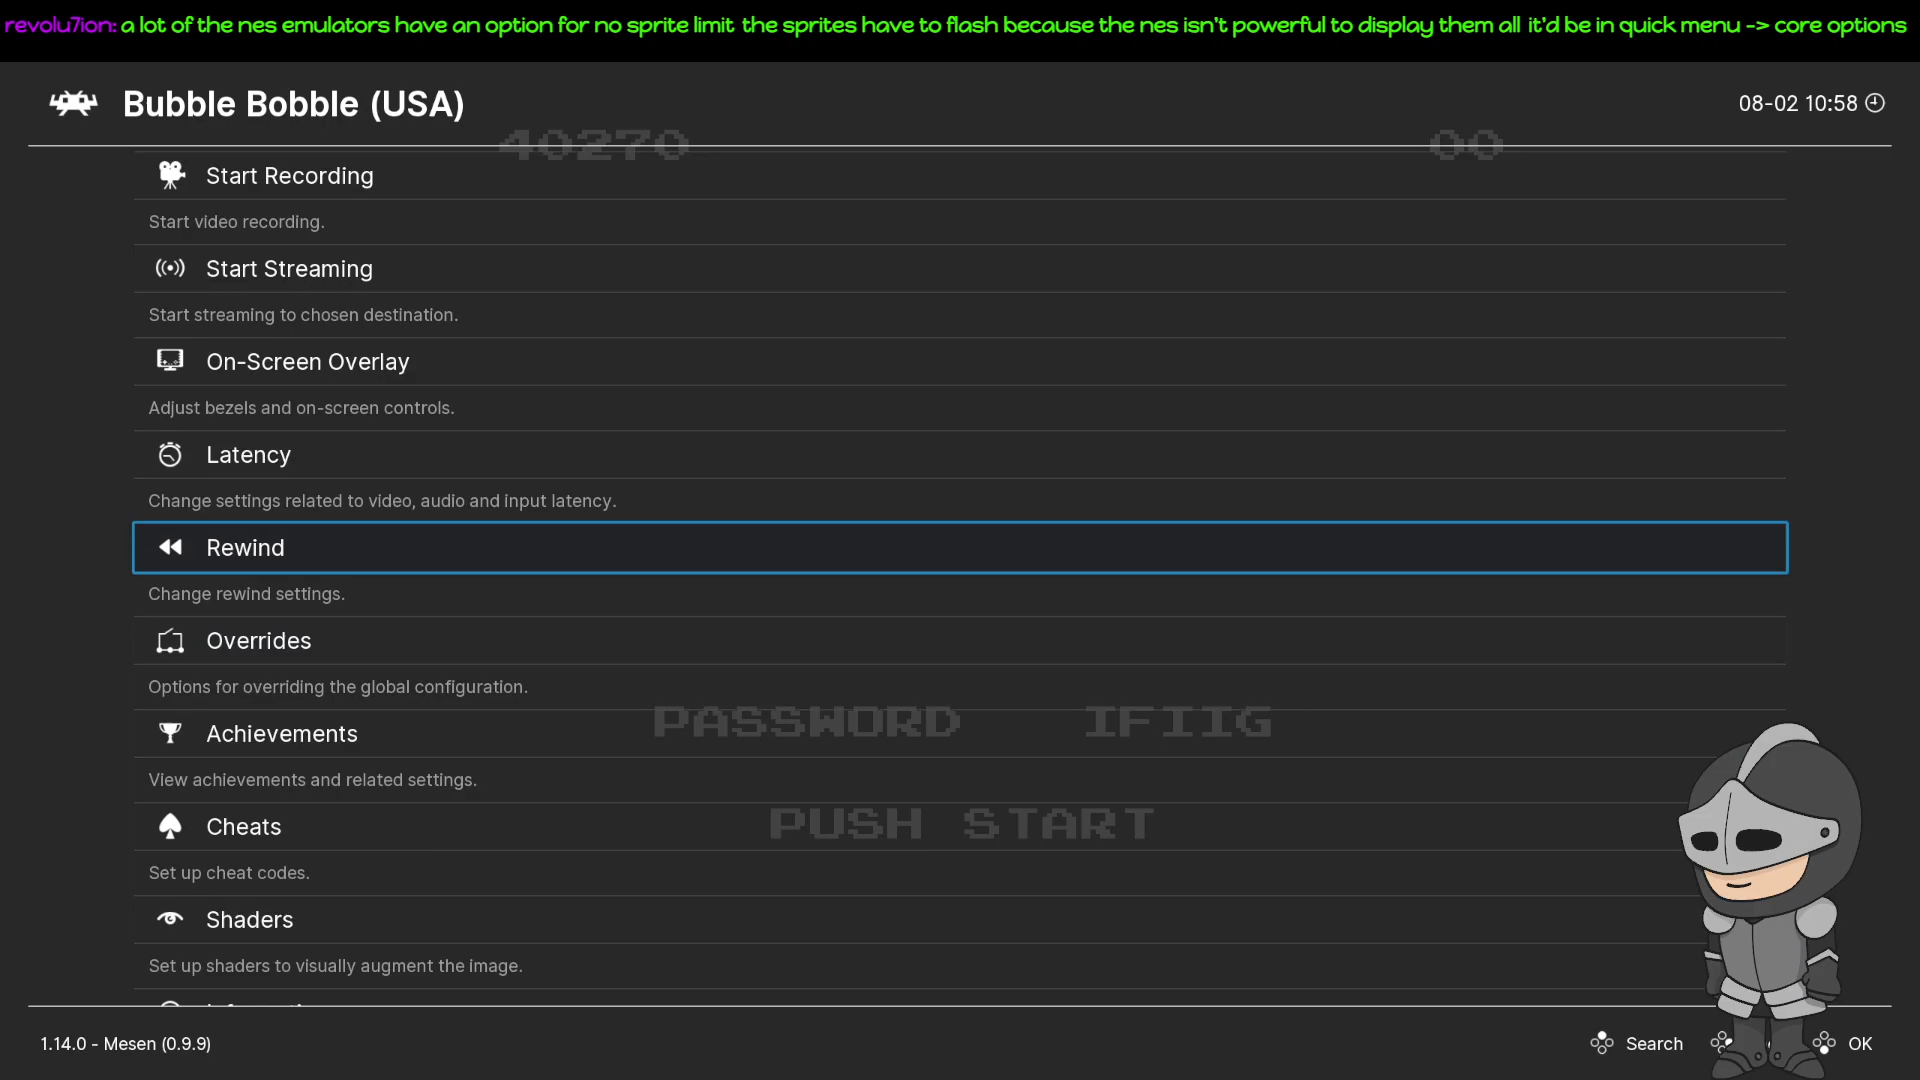 revolu7ion: a lot of the nes emulators have an option for no sprite limit the sprites have to flash because the nes isn't powerful to display them all it'd be in quick menu -> core options
Bubble Bobble (USA)
08-02 10:58
40270 00
Start Recording
Start video recording.
Start Streaming
Start streaming to chosen destination.
On-Screen Overlay
Adjust bezels and on-screen controls.
Latency
Change settings related to video, audio and input latency.
Rewind
Change rewind settings.
Overrides
Options for overriding the global configuration.
PASSWORD IFIIG
Achievements
View achievements and related settings.
PUSH START
Cheats
Set up cheat codes.
Shaders
Set up shaders to visually augment the image.
1.14.0 - Mesen (0.9.9)
Search
OK